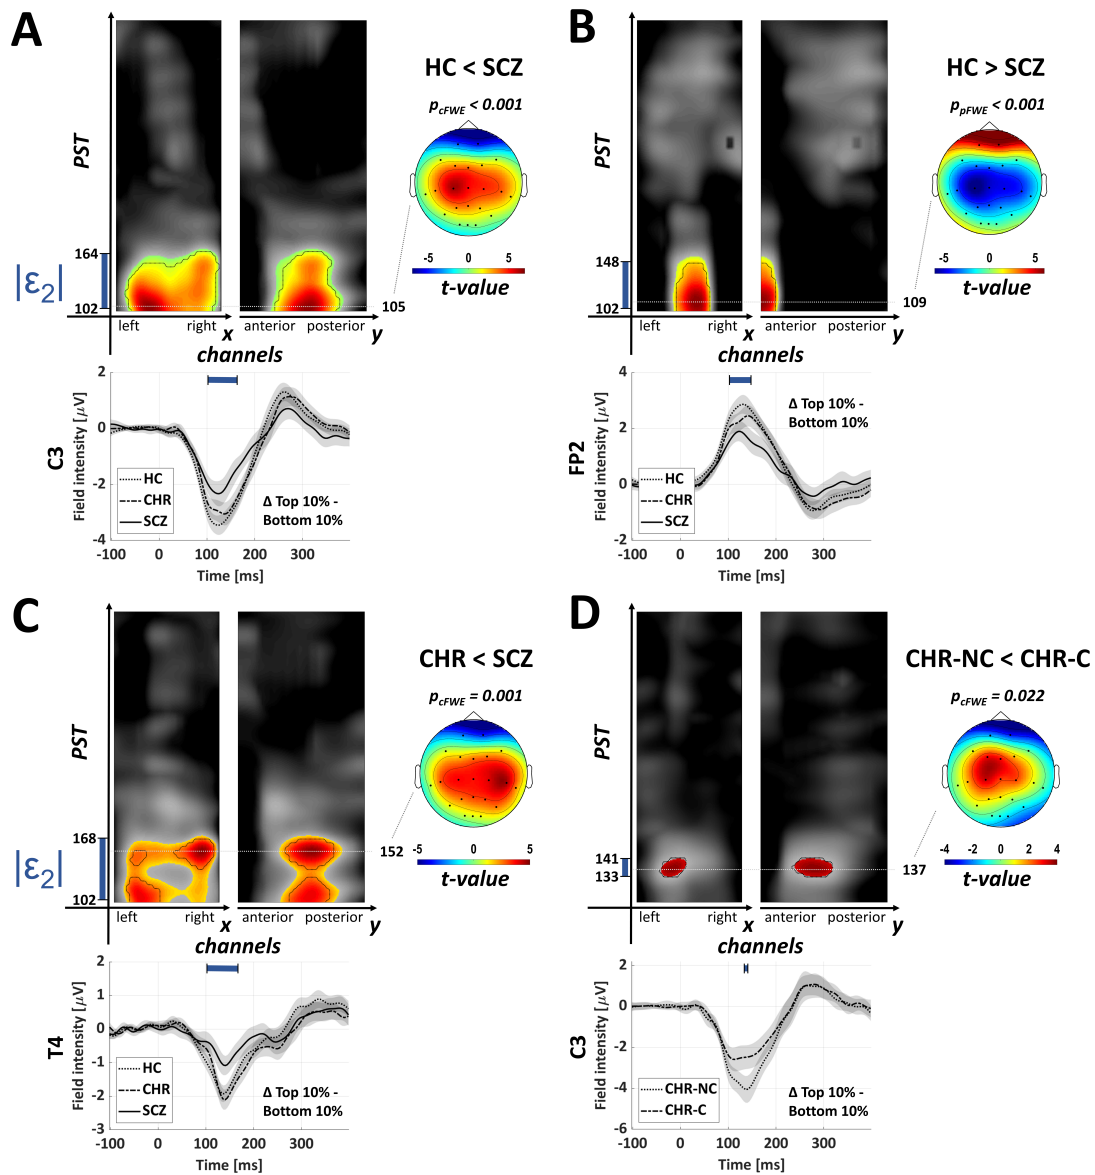 A
PST
164
|ε2|
102
left
right
x
anterior
posterior
y
channels
105
HC < SCZ
pcFWE < 0.001
-5
0
5
t-value
C3
Field intensity [µV]
2
0
-2
-4
HC
CHR
SCZ
Δ Top 10% -
Bottom 10%
-100
0
100
200
300
Time [ms]
B
PST
148
102
left
right
x
anterior
posterior
y
channels
109
HC > SCZ
ppFWE < 0.001
-5
0
5
t-value
FP2
Field intensity [µV]
4
2
0
-2
Δ Top 10% -
Bottom 10%
HC
CHR
SCZ
-100
0
100
200
300
Time [ms]
C
PST
168
|ε2|
102
left
right
x
anterior
posterior
y
channels
152
CHR < SCZ
pcFWE = 0.001
-5
0
5
t-value
T4
Field intensity [µV]
2
1
0
-1
-2
-3
HC
CHR
SCZ
Δ Top 10% -
Bottom 10%
-100
0
100
200
300
Time [ms]
D
PST
141
133
left
right
x
anterior
posterior
y
channels
137
CHR-NC < CHR-C
pcFWE = 0.022
-4
-2
0
2
4
t-value
C3
Field intensity [µV]
2
0
-2
-4
-6
CHR-NC
CHR-C
Δ Top 10% -
Bottom 10%
-100
0
100
200
300
Time [ms]